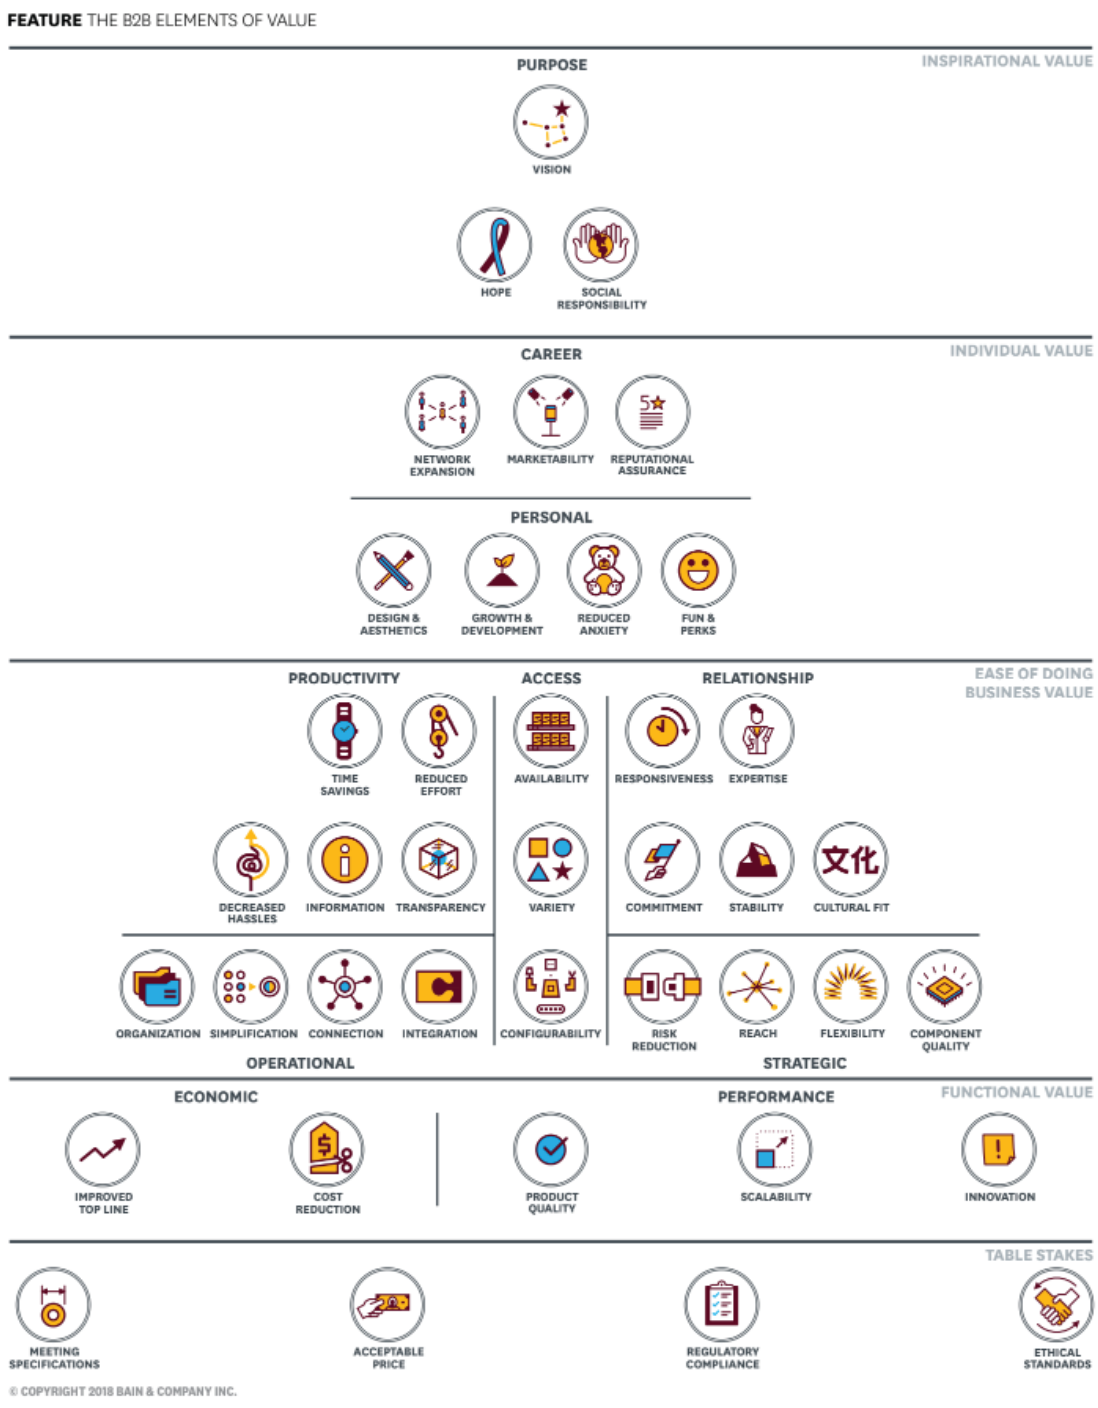 FEATURE THE B2B ELEMENTS OF VALUE
INSPIRATIONAL VALUE
PURPOSE
VISION
HOPE
SOCIAL
RESPONSIBILITY
INDIVIDUAL VALUE
CAREER
5
NETWORK
EXPANSION
MARKETABILITY
REPUTATIONAL
ASSURANCE
PERSONAL
DESIGN &
AESTHETICS
GROWTH &
DEVELOPMENT
REDUCED
ANXIETY
FUN &
PERKS
EASE OF DOING
BUSINESS VALUE
PRODUCTIVITY
ACCESS
RELATIONSHIP
TIME
SAVINGS
REDUCED
EFFORT
AVAILABILITY
RESPONSIVENESS
EXPERTISE
文化
DECREASED
HASSLES
INFORMATION
TRANSPARENCY
VARIETY
COMMITMENT
STABILITY
CULTURAL FIT
ORGANIZATION
SIMPLIFICATION
CONNECTION
INTEGRATION
CONFIGURABILITY
RISK
REDUCTION
REACH
FLEXIBILITY
COMPONENT
QUALITY
OPERATIONAL
STRATEGIC
FUNCTIONAL VALUE
ECONOMIC
PERFORMANCE
$
!
IMPROVED
TOP LINE
COST
REDUCTION
PRODUCT
QUALITY
SCALABILITY
INNOVATION
TABLE STAKES
MEETING
SPECIFICATIONS
ACCEPTABLE
PRICE
REGULATORY
COMPLIANCE
ETHICAL
STANDARDS
© COPYRIGHT 2018 BAIN & COMPANY INC.